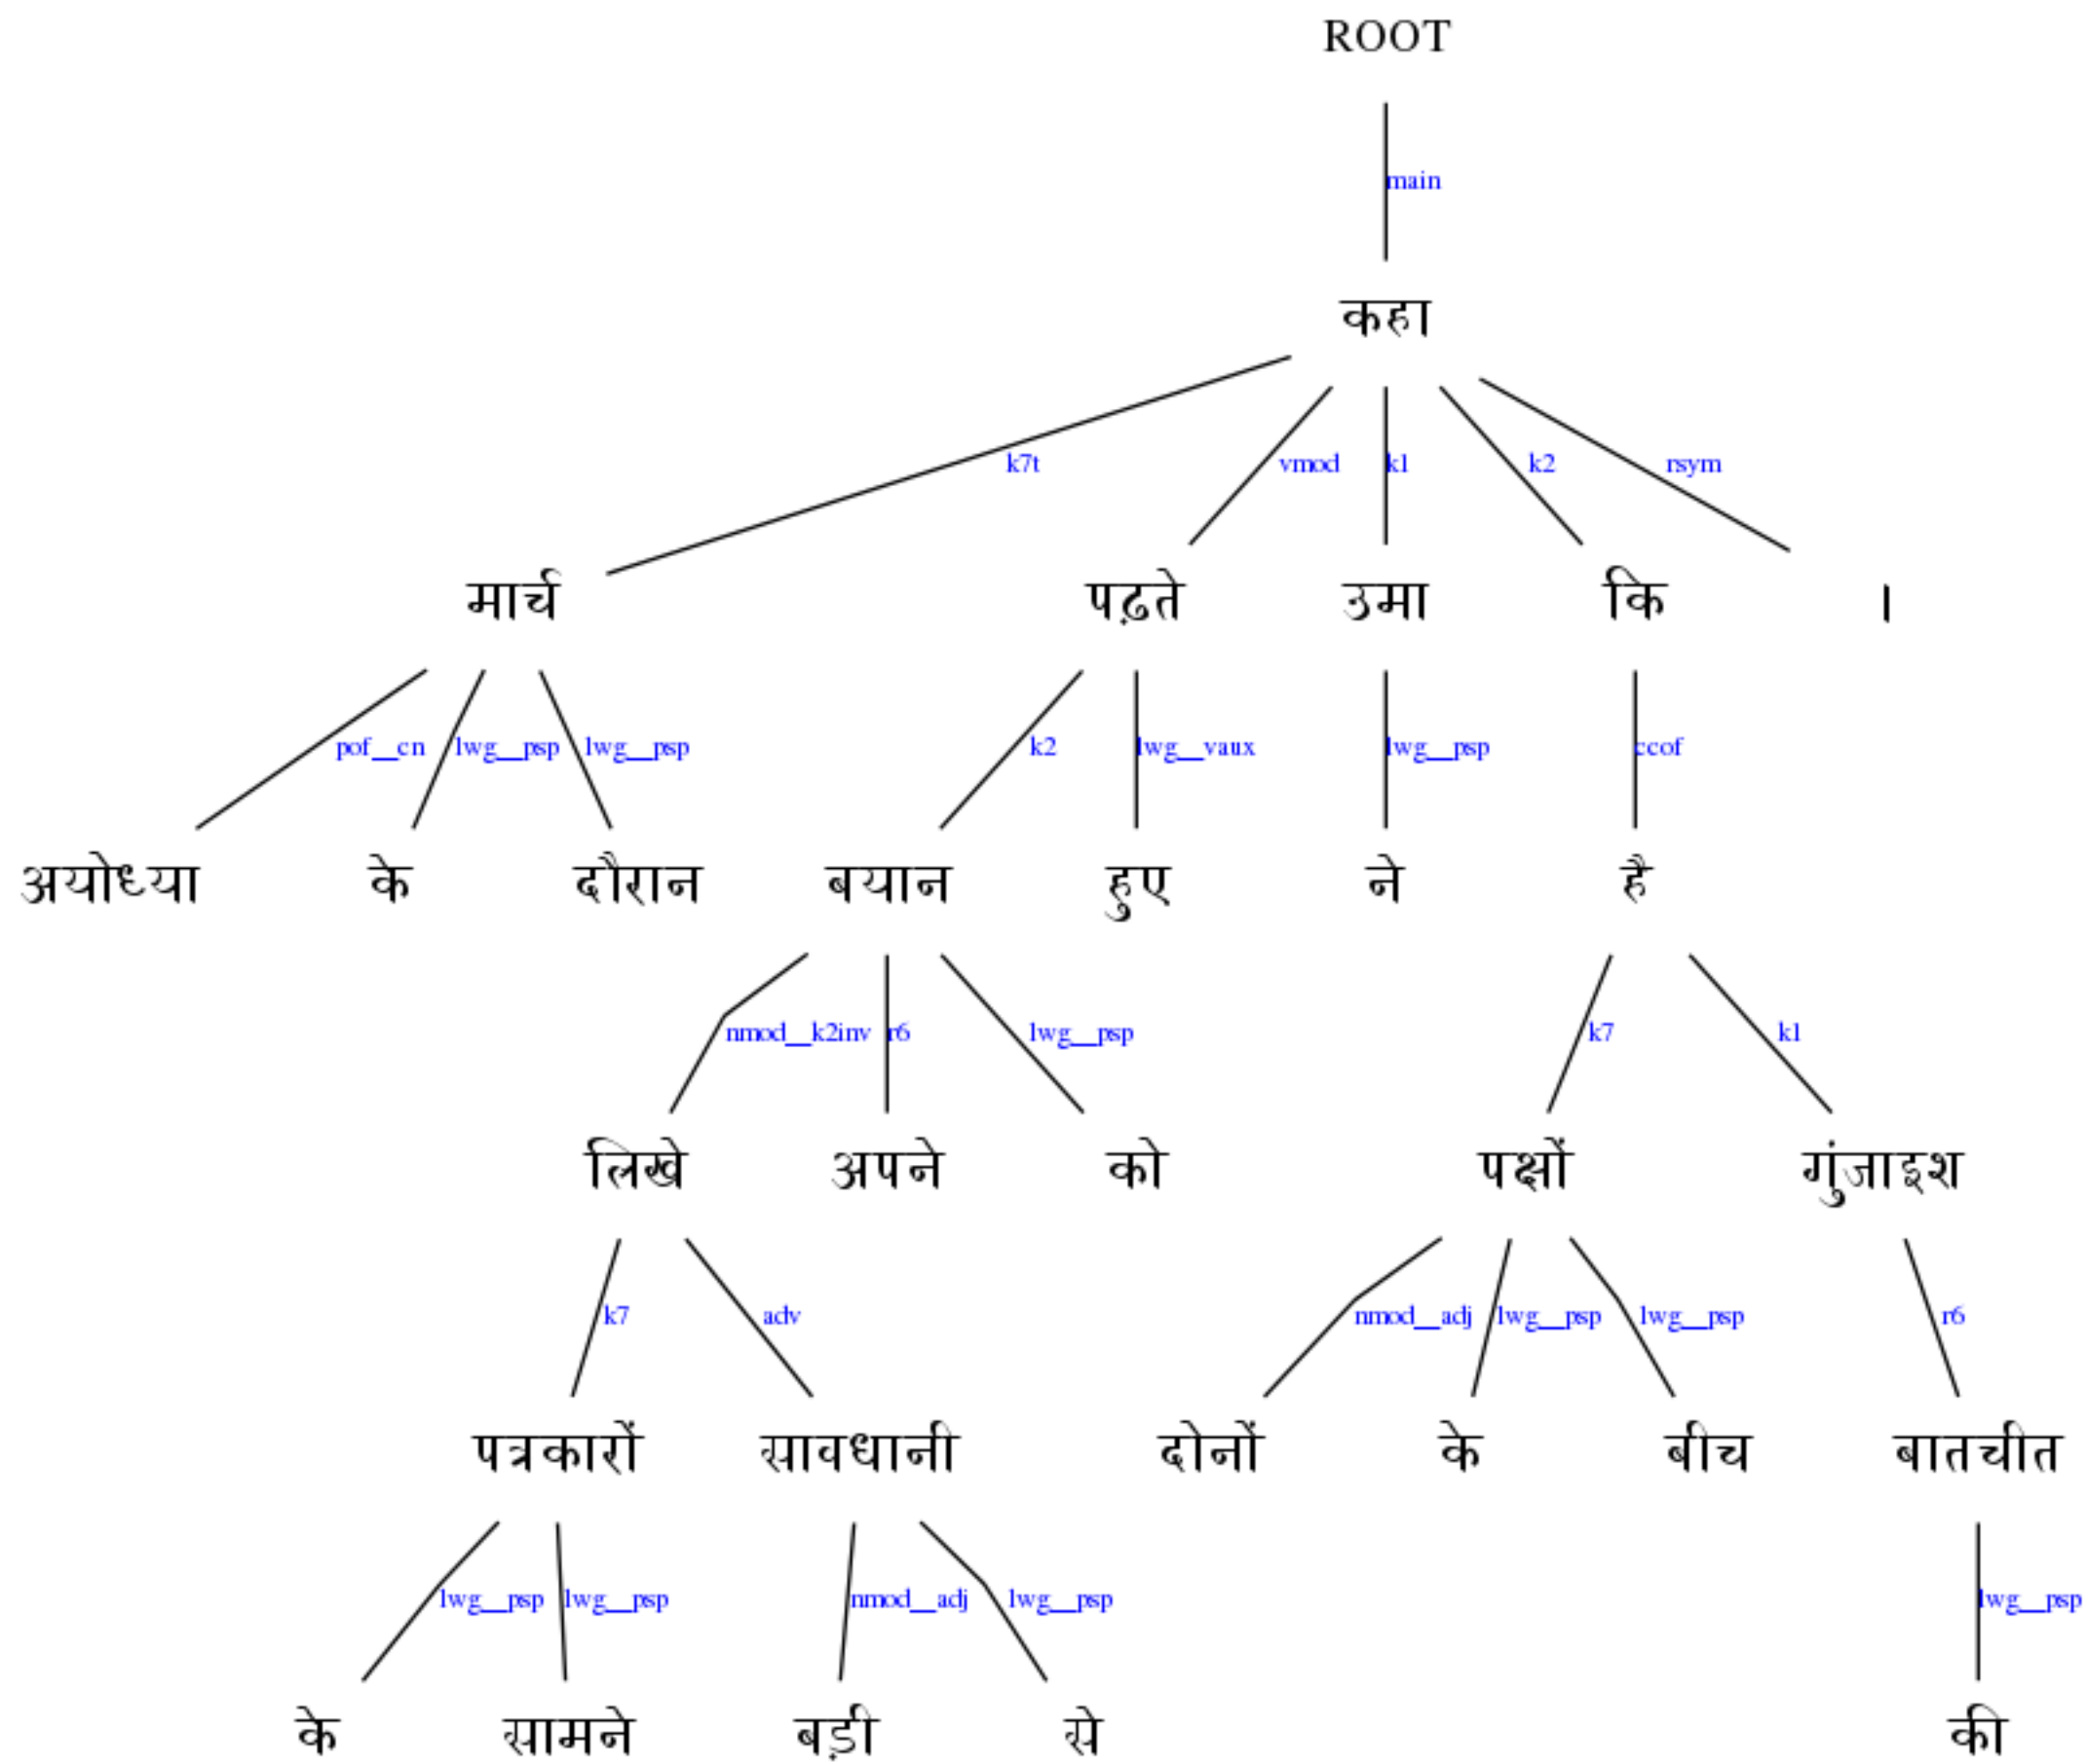 ROOT
main
कहा
k7t vmod k1 k2 rsym
मार्च पढ़ते उमा कि ।
pof__cn lwg__psp lwg__psp k2 lwg__vaux lwg__psp ccof
अयोध्या के दौरान बयान हुए ने है
nmod__k2inv r6 lwg__psp k7 k1
लिखे अपने को पक्षों गुंजाइश
k7 adv nmod__adj lwg__psp lwg__psp r6
पत्रकारों सावधानी दोनों के बीच बातचीत
lwg__psp lwg__psp nmod__adj lwg__psp lwg__psp
के सामने बड़ी से की